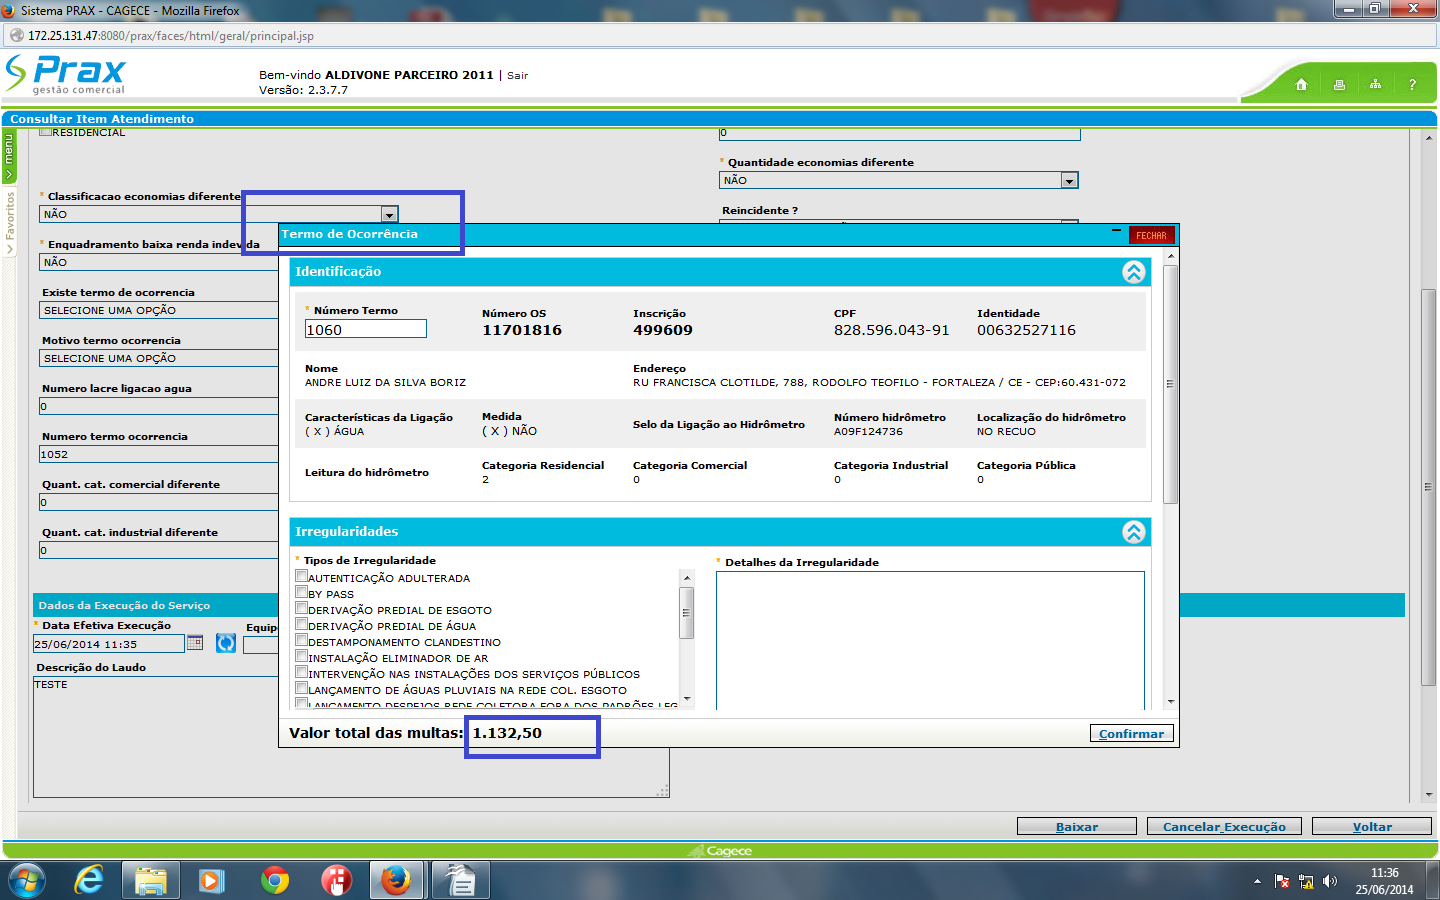 Sistema PRAX - CAGECE - Mozilla Firefox
172.25.131.47:8080/prax/faces/html/geral/principal.jsp
Prax
gestão comercial
Bem-vindo ALDIVONE PARCEIRO 2011 | Sair
Versão: 2.3.7.7
?
Consultar Item Atendimento
menu
Favoritos
RESIDENCIAL
0
* Quantidade economias diferente
NÃO
* Classificacao economias diferente
NÃO
Reincidente ?
* Enquadramento baixa renda indevida
NÃO
Existe termo de ocorrencia
SELECIONE UMA OPÇÃO
Motivo termo ocorrencia
SELECIONE UMA OPÇÃO
Numero lacre ligacao agua
0
Numero termo ocorrencia
1052
Quant. cat. comercial diferente
0
Quant. cat. industrial diferente
0
Dados da Execução do Serviço
* Data Efetiva Execução
25/06/2014 11:35
Equip
Descrição do Laudo
TESTE
Termo de Ocorrência
FECHAR
Identificação
* Número Termo
1060
Número OS
11701816
Inscrição
499609
CPF
828.596.043-91
Identidade
00632527116
Nome
ANDRE LUIZ DA SILVA BORIZ
Endereço
RU FRANCISCA CLOTILDE, 788, RODOLFO TEOFILO - FORTALEZA / CE - CEP:60.431-072
Características da Ligação
( X ) ÁGUA
Medida
( X ) NÃO
Selo da Ligação ao Hidrômetro
Número hidrômetro
A09F124736
Localização do hidrômetro
NO RECUO
Leitura do hidrômetro
Categoria Residencial
2
Categoria Comercial
0
Categoria Industrial
0
Categoria Pública
0
Irregularidades
* Tipos de Irregularidade
AUTENTICAÇÃO ADULTERADA
BY PASS
DERIVAÇÃO PREDIAL DE ESGOTO
DERIVAÇÃO PREDIAL DE ÁGUA
DESTAMPONAMENTO CLANDESTINO
INSTALAÇÃO ELIMINADOR DE AR
INTERVENÇÃO NAS INSTALAÇÕES DOS SERVIÇOS PÚBLICOS
LANÇAMENTO DE ÁGUAS PLUVIAIS NA REDE COL. ESGOTO
LANÇAMENTO DESPEJOS REDE COLETORA FORA DOS PADRÕES LEG
* Detalhes da Irregularidade
Valor total das multas: 1.132,50
Confirmar
Baixar
Cancelar Execução
Voltar
Cagece
11:36
25/06/2014